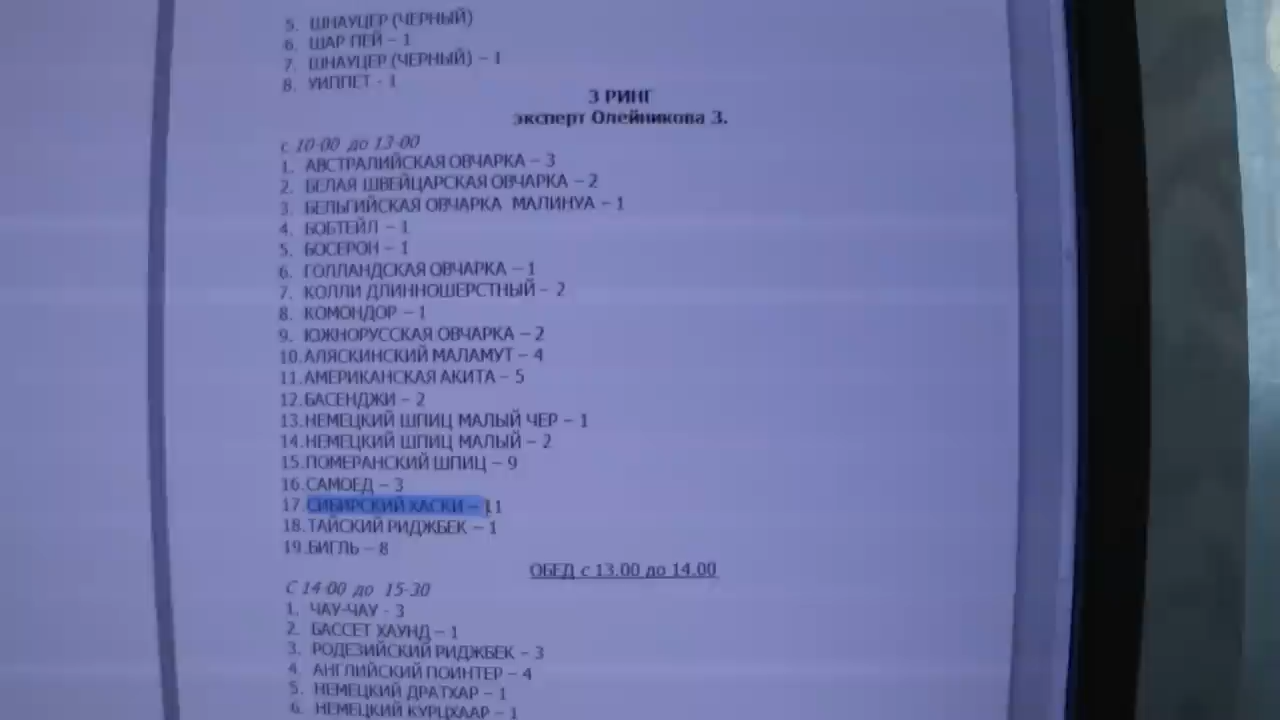 5. ШНАУЦЕР (ЧЕРНЫЙ)
6. ШАР ПЕЙ – 1
7. ШНАУЦЕР (ЧЕРНЫЙ) – 1
8. УИППЕТ - 1
3 РИНГ
эксперт Олейникова З.
с 10-00 до 13-00
1. АВСТРАЛИЙСКАЯ ОВЧАРКА – 3
2. БЕЛАЯ ШВЕЙЦАРСКАЯ ОВЧАРКА – 2
3. БЕЛЬГИЙСКАЯ ОВЧАРКА МАЛИНУА – 1
4. БОБТЕЙЛ – 1
5. БОСЕРОН – 1
6. ГОЛЛАНДСКАЯ ОВЧАРКА – 1
7. КОЛЛИ ДЛИННОШЕРСТНЫЙ – 2
8. КОМОНДОР – 1
9. ЮЖНОРУССКАЯ ОВЧАРКА – 2
10. АЛЯСКИНСКИЙ МАЛАМУТ – 4
11. АМЕРИКАНСКАЯ АКИТА – 5
12. БАСЕНДЖИ – 2
13. НЕМЕЦКИЙ ШПИЦ МАЛЫЙ ЧЕР – 1
14. НЕМЕЦКИЙ ШПИЦ МАЛЫЙ – 2
15. ПОМЕРАНСКИЙ ШПИЦ – 9
16. САМОЕД – 3
17. СИБИРСКИЙ ХАСКИ – 11
18. ТАЙСКИЙ РИДЖБЕК – 1
19. БИГЛЬ – 8
ОБЕД с 13.00 до 14.00
С 14-00 до 15-30
1. ЧАУ-ЧАУ - 3
2. БАССЕТ ХАУНД – 1
3. РОДЕЗИЙСКИЙ РИДЖБЕК – 3
4. АНГЛИЙСКИЙ ПОИНТЕР – 4
5. НЕМЕЦКИЙ ДРАТХАР – 1
6. НЕМЕЦКИЙ КУРЦХААР – 1